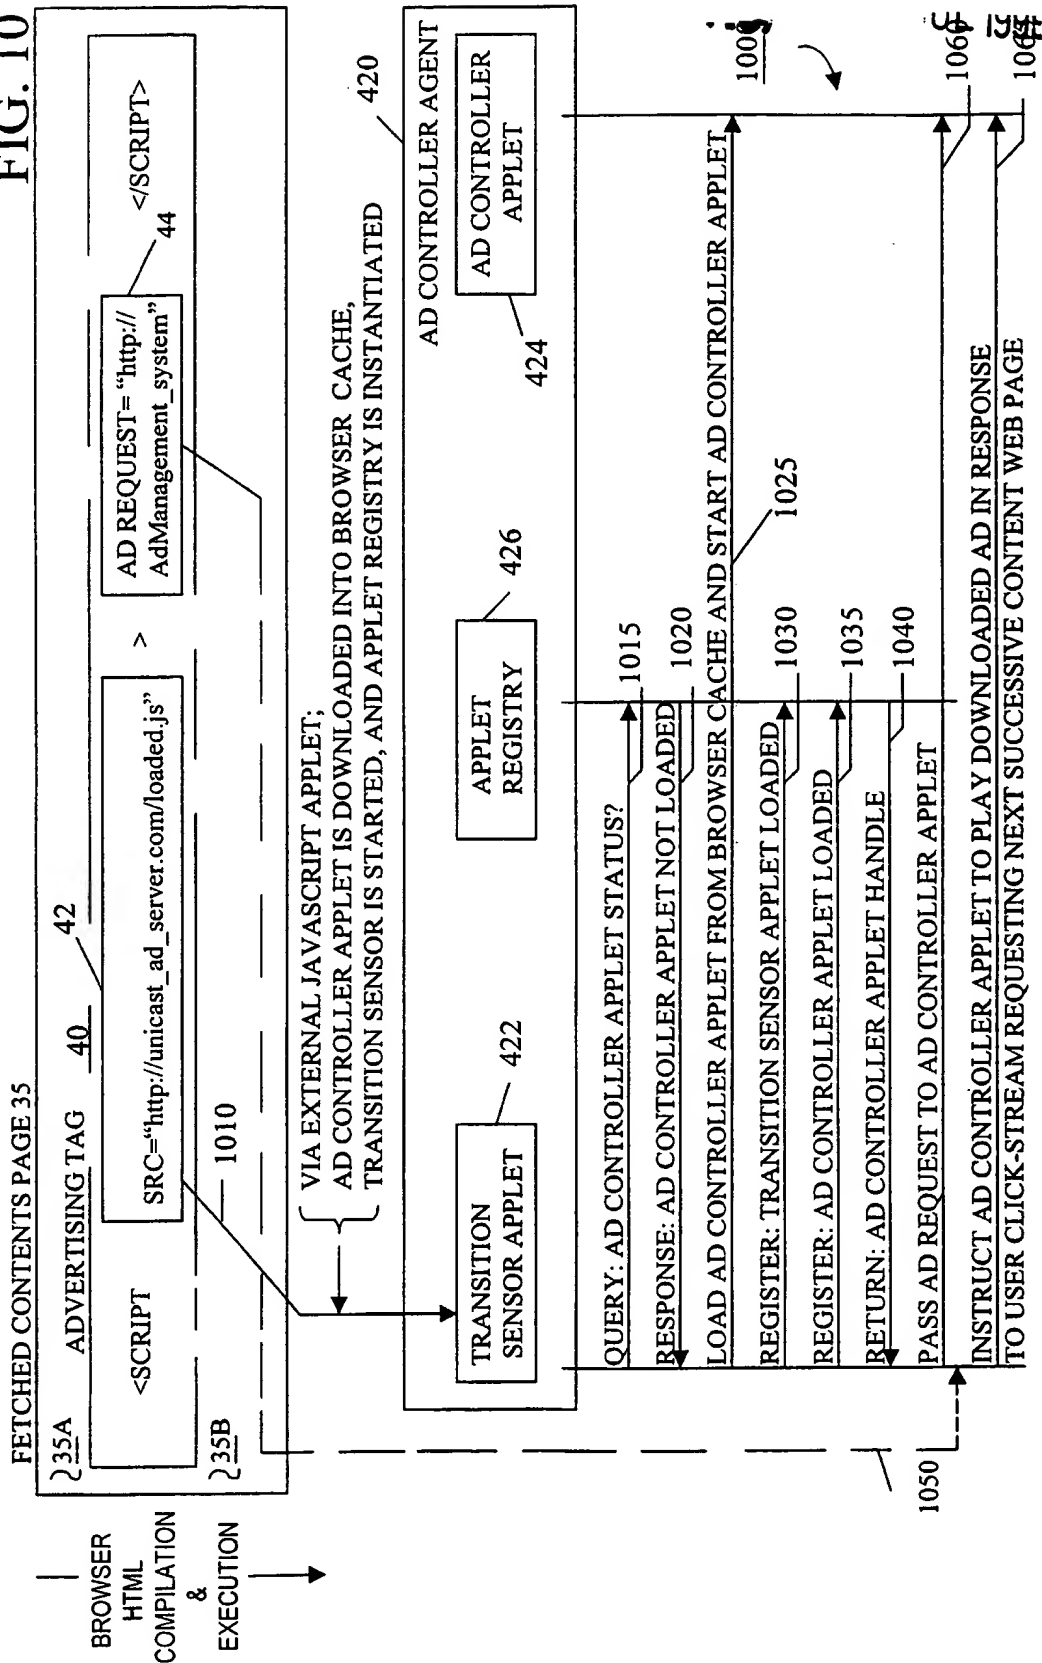 FIG. 10
FETCHED CONTENTS PAGE 35
BROWSER
HTML
COMPILATION
&
EXECUTION
35A
ADVERTISING TAG 40
42
<SCRIPT
SRC="http://unicast_ad_server.com/loaded.js"
>
AD REQUEST= "http://
AdManagement_system"
</SCRIPT>
44
35B
1010
VIA EXTERNAL JAVASCRIPT APPLET;
AD CONTROLLER APPLET IS DOWNLOADED INTO BROWSER CACHE,
TRANSITION SENSOR IS STARTED, AND APPLET REGISTRY IS INSTANTIATED
420
AD CONTROLLER AGENT
TRANSITION
SENSOR APPLET
422
APPLET
REGISTRY
426
AD CONTROLLER
APPLET
424
QUERY: AD CONTROLLER APPLET STATUS?
1015
RESPONSE: AD CONTROLLER APPLET NOT LOADED
1020
LOAD AD CONTROLLER APPLET FROM BROWSER CACHE AND START AD CONTROLLER APPLET
1025
1000
REGISTER: TRANSITION SENSOR APPLET LOADED
1030
REGISTER: AD CONTROLLER APPLET LOADED
1035
RETURN: AD CONTROLLER APPLET HANDLE
1040
PASS AD REQUEST TO AD CONTROLLER APPLET
1060
1050
INSTRUCT AD CONTROLLER APPLET TO PLAY DOWNLOADED AD IN RESPONSE
TO USER CLICK-STREAM REQUESTING NEXT SUCCESSIVE CONTENT WEB PAGE